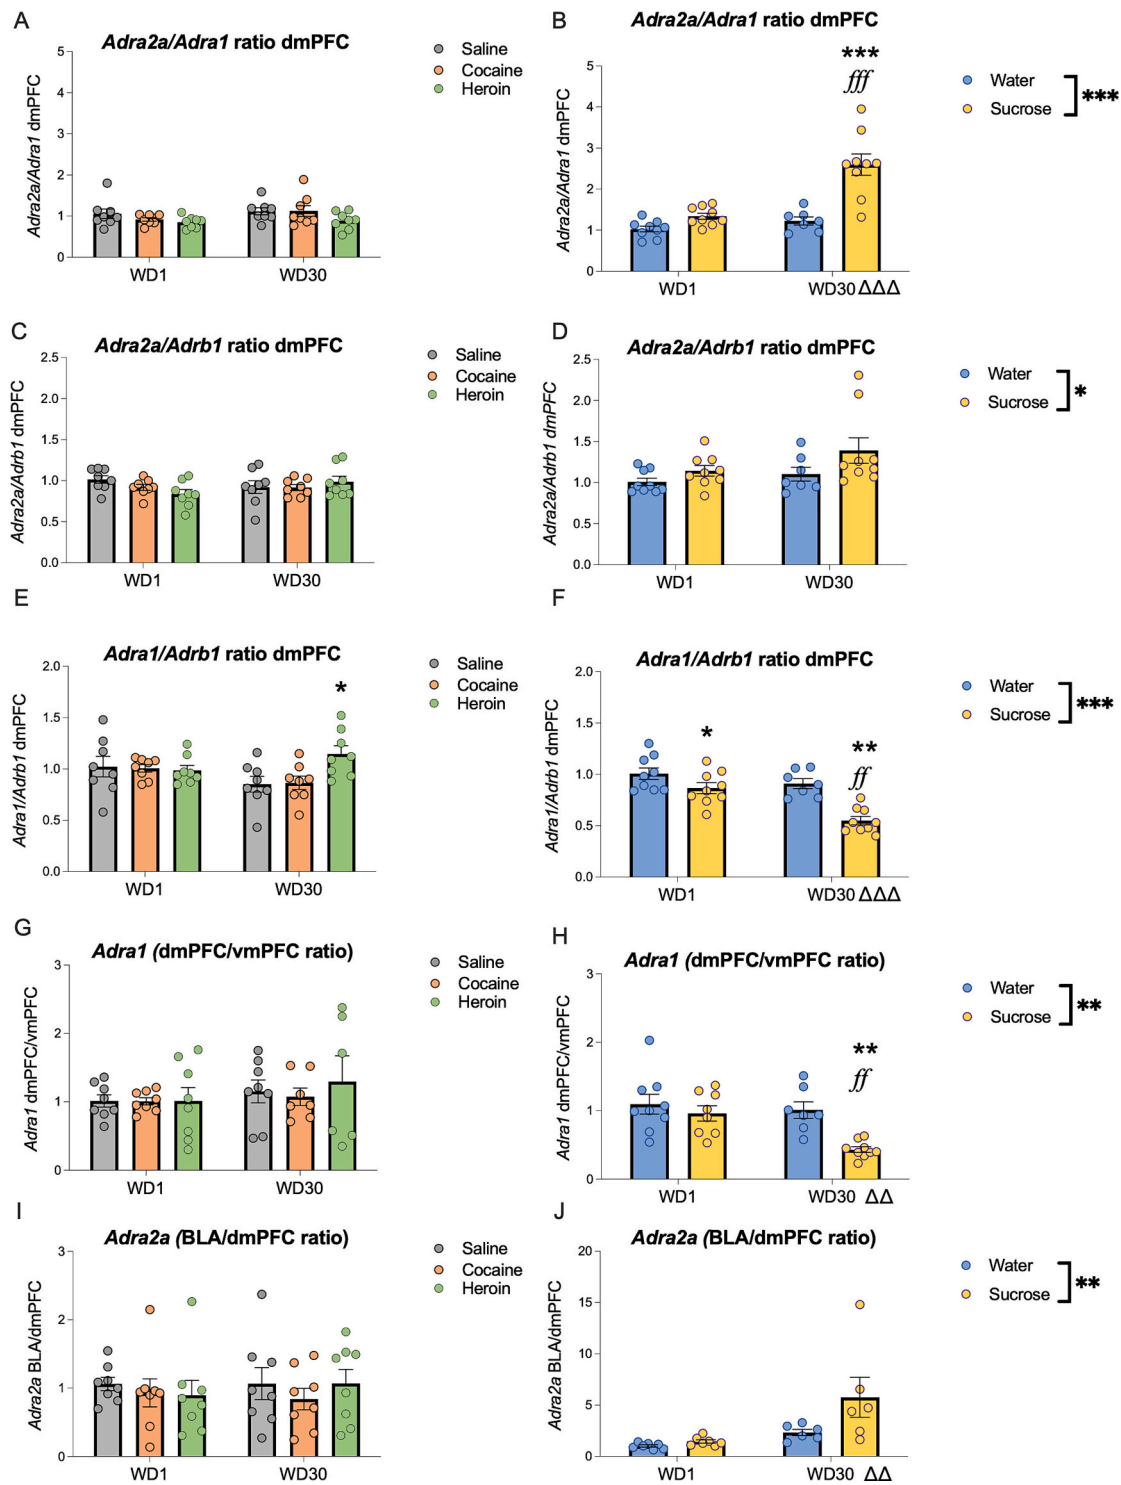 A
Adra2a/Adra1 ratio dmPFC
Adra2a/Adra1 dmPFC
5
4
3
2
1
0
WD1
WD30
Saline
Cocaine
Heroin
B
Adra2a/Adra1 ratio dmPFC
Adra2a/Adra1 dmPFC
5
4
3
2
1
0
***
fff
WD1
WD30 ΔΔΔ
Water
Sucrose
***
C
Adra2a/Adrb1 ratio dmPFC
Adra2a/Adrb1 dmPFC
2.5
2.0
1.5
1.0
0.5
0.0
WD1
WD30
Saline
Cocaine
Heroin
D
Adra2a/Adrb1 ratio dmPFC
Adra2a/Adrb1 dmPFC
2.5
2.0
1.5
1.0
0.5
0.0
WD1
WD30
Water
Sucrose
*
E
Adra1/Adrb1 ratio dmPFC
Adra1/Adrb1 dmPFC
2.0
1.5
1.0
0.5
0.0
*
WD1
WD30
Saline
Cocaine
Heroin
F
Adra1/Adrb1 ratio dmPFC
Adra1/Adrb1 dmPFC
2.0
1.5
1.0
0.5
0.0
*
**
ff
WD1
WD30 ΔΔΔ
Water
Sucrose
***
G
Adra1 (dmPFC/vmPFC ratio)
Adra1 dmPFC/vmPFC
3
2
1
0
WD1
WD30
Saline
Cocaine
Heroin
H
Adra1 (dmPFC/vmPFC ratio)
Adra1 dmPFC/vmPFC
3
2
1
0
**
ff
WD1
WD30 ΔΔ
Water
Sucrose
**
I
Adra2a (BLA/dmPFC ratio)
Adra2a BLA/dmPFC
3
2
1
0
WD1
WD30
Saline
Cocaine
Heroin
J
Adra2a (BLA/dmPFC ratio)
Adra2a BLA/dmPFC
20
15
10
5
0
WD1
WD30 ΔΔ
Water
Sucrose
**